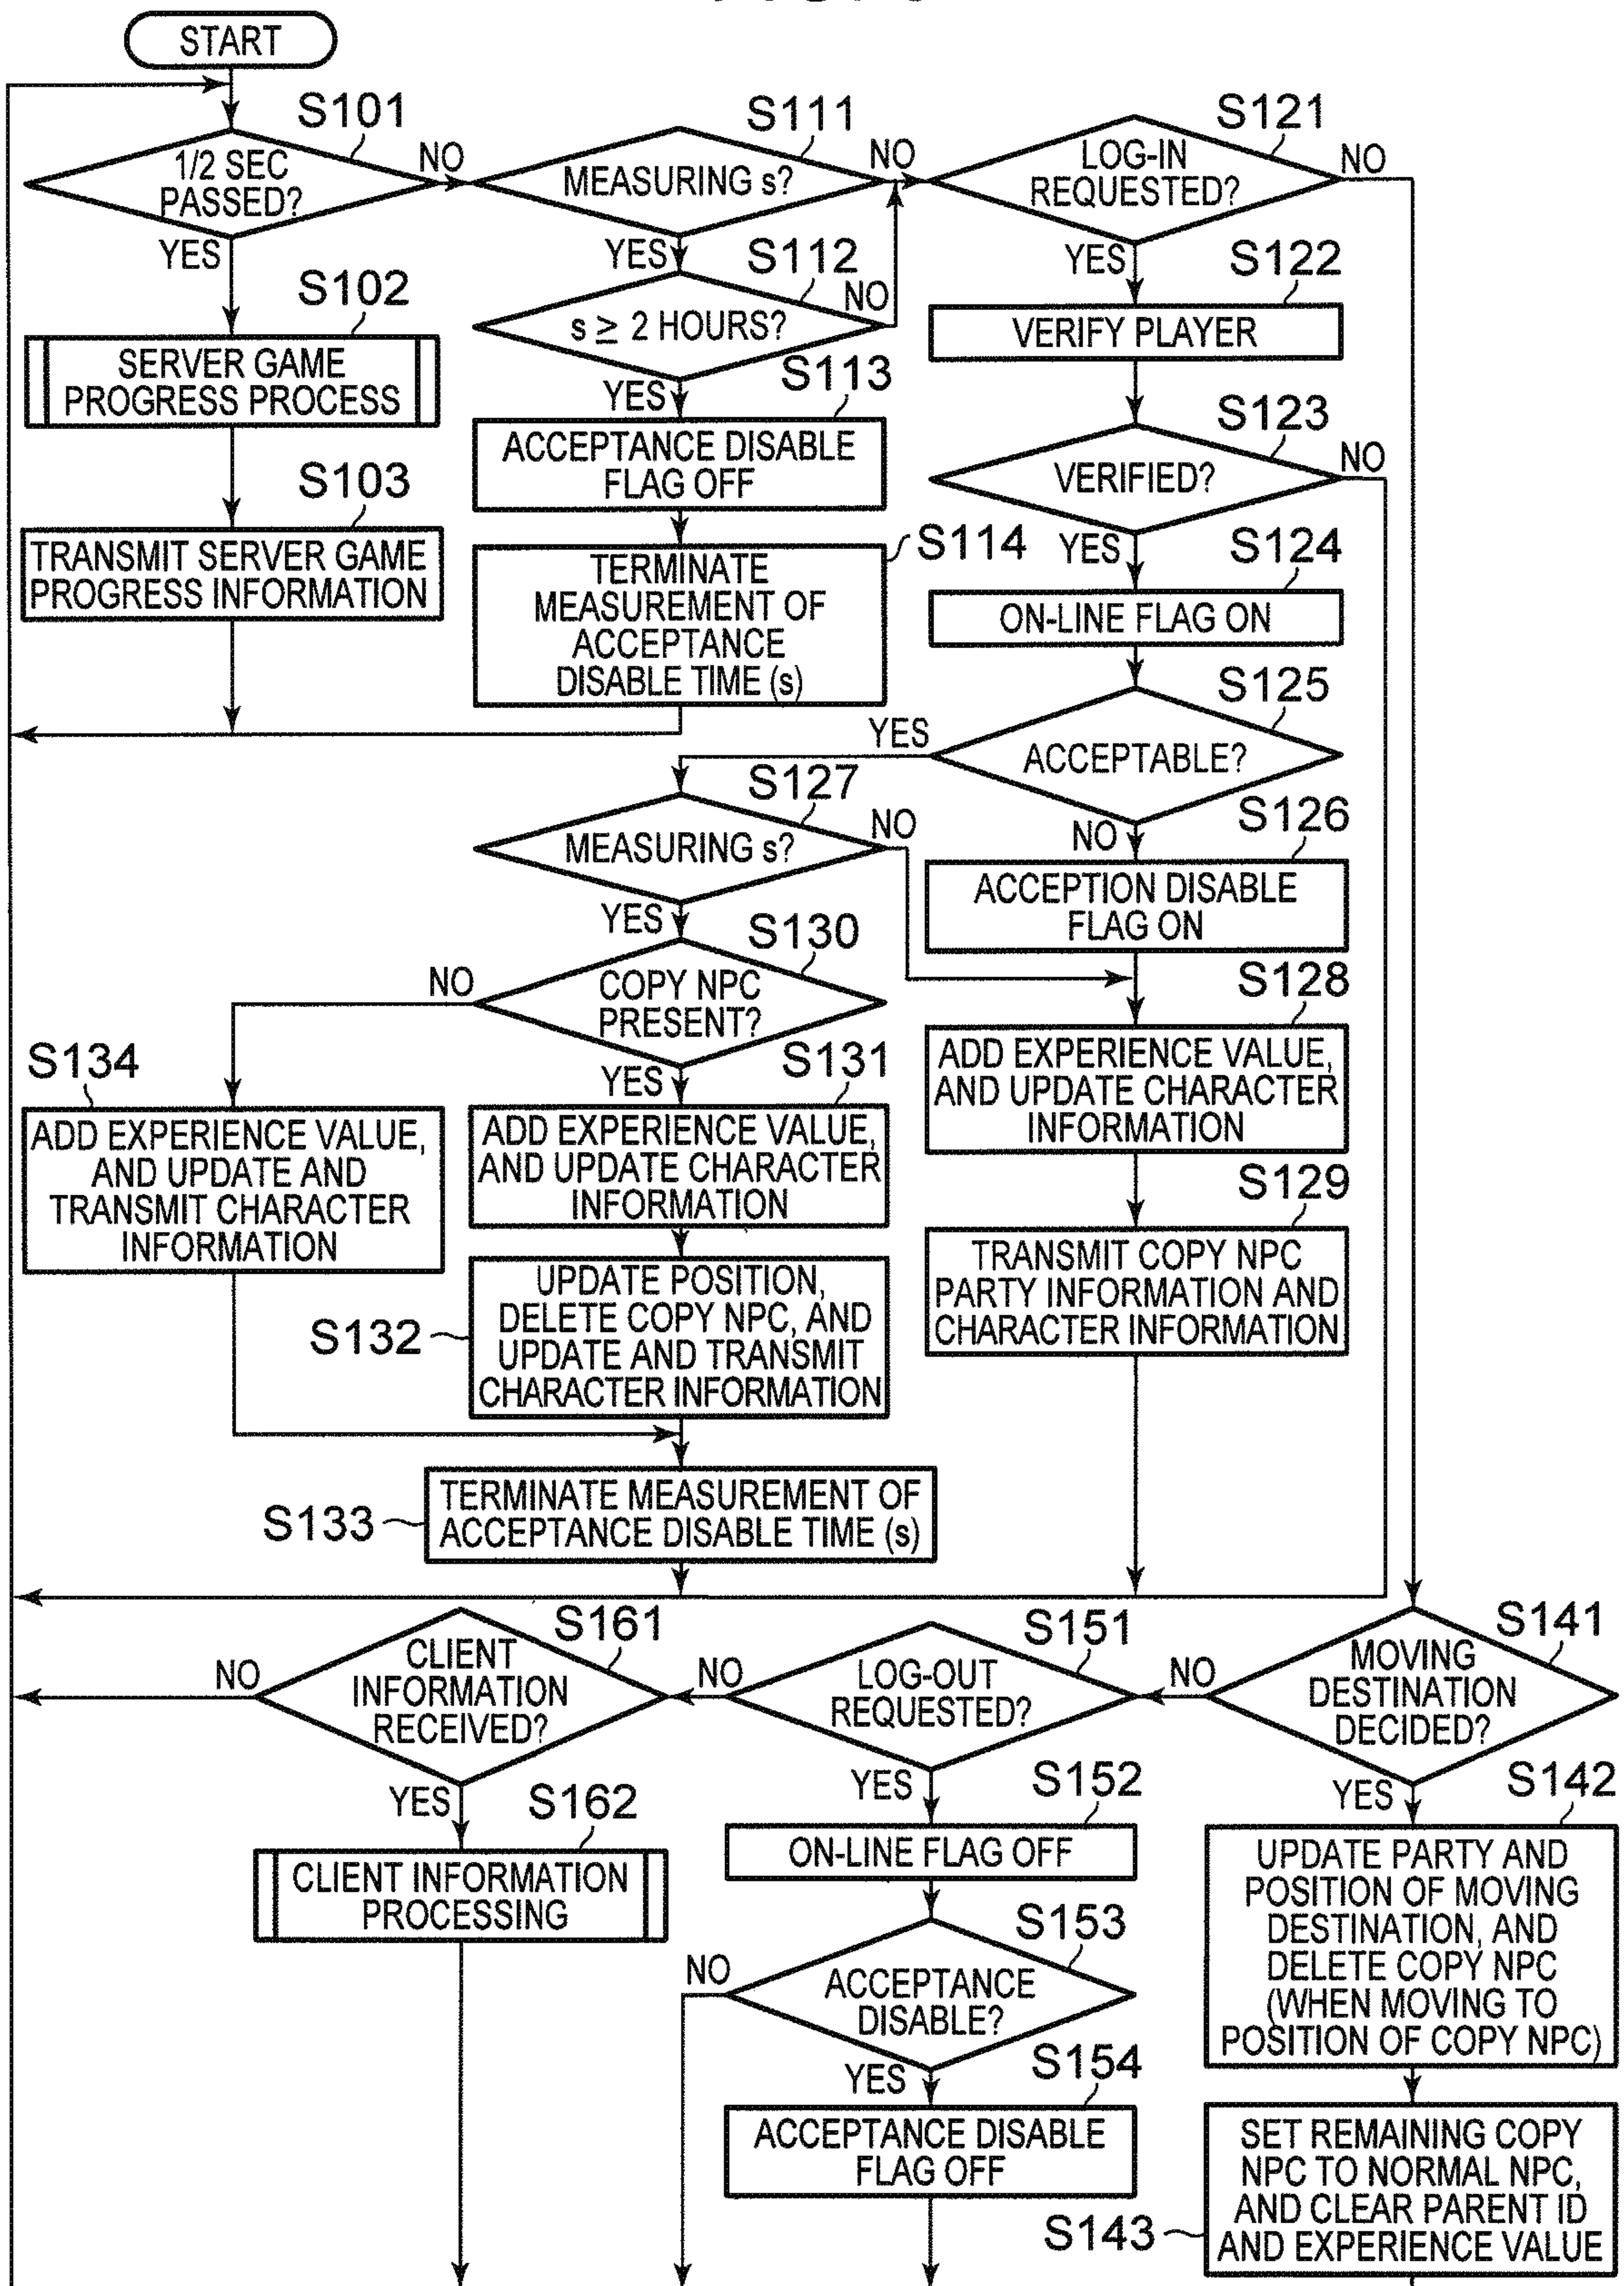 START
S101
1/2 SEC
PASSED?
NO
YES
S102
SERVER GAME
PROGRESS PROCESS
S103
TRANSMIT SERVER GAME
PROGRESS INFORMATION
S111
MEASURING s?
NO
YES
S112
s ≥ 2 HOURS?
NO
YES
S113
ACCEPTANCE DISABLE
FLAG OFF
S114
TERMINATE
MEASUREMENT OF
ACCEPTANCE
DISABLE TIME (s)
S121
LOG-IN
REQUESTED?
NO
YES
S122
VERIFY PLAYER
S123
VERIFIED?
NO
YES
S124
ON-LINE FLAG ON
S125
ACCEPTABLE?
YES
NO
S126
ACCEPTION DISABLE
FLAG ON
S127
MEASURING s?
NO
YES
S128
ADD EXPERIENCE VALUE,
AND UPDATE CHARACTER
INFORMATION
S129
TRANSMIT COPY NPC
PARTY INFORMATION AND
CHARACTER INFORMATION
S130
COPY NPC
PRESENT?
NO
YES
S131
ADD EXPERIENCE VALUE,
AND UPDATE CHARACTER
INFORMATION
S132
UPDATE POSITION,
DELETE COPY NPC, AND
UPDATE AND TRANSMIT
CHARACTER INFORMATION
S134
ADD EXPERIENCE VALUE,
AND UPDATE AND
TRANSMIT CHARACTER
INFORMATION
S133
TERMINATE MEASUREMENT OF
ACCEPTANCE DISABLE TIME (s)
S141
MOVING
DESTINATION
DECIDED?
NO
YES
S142
UPDATE PARTY AND
POSITION OF MOVING
DESTINATION, AND
DELETE COPY NPC
(WHEN MOVING TO
POSITION OF COPY NPC)
S143
SET REMAINING COPY
NPC TO NORMAL NPC,
AND CLEAR PARENT ID
AND EXPERIENCE VALUE
S151
LOG-OUT
REQUESTED?
NO
YES
S152
ON-LINE FLAG OFF
S153
ACCEPTANCE
DISABLE?
NO
YES
S154
ACCEPTANCE DISABLE
FLAG OFF
S161
CLIENT
INFORMATION
RECEIVED?
NO
YES
S162
CLIENT INFORMATION
PROCESSING